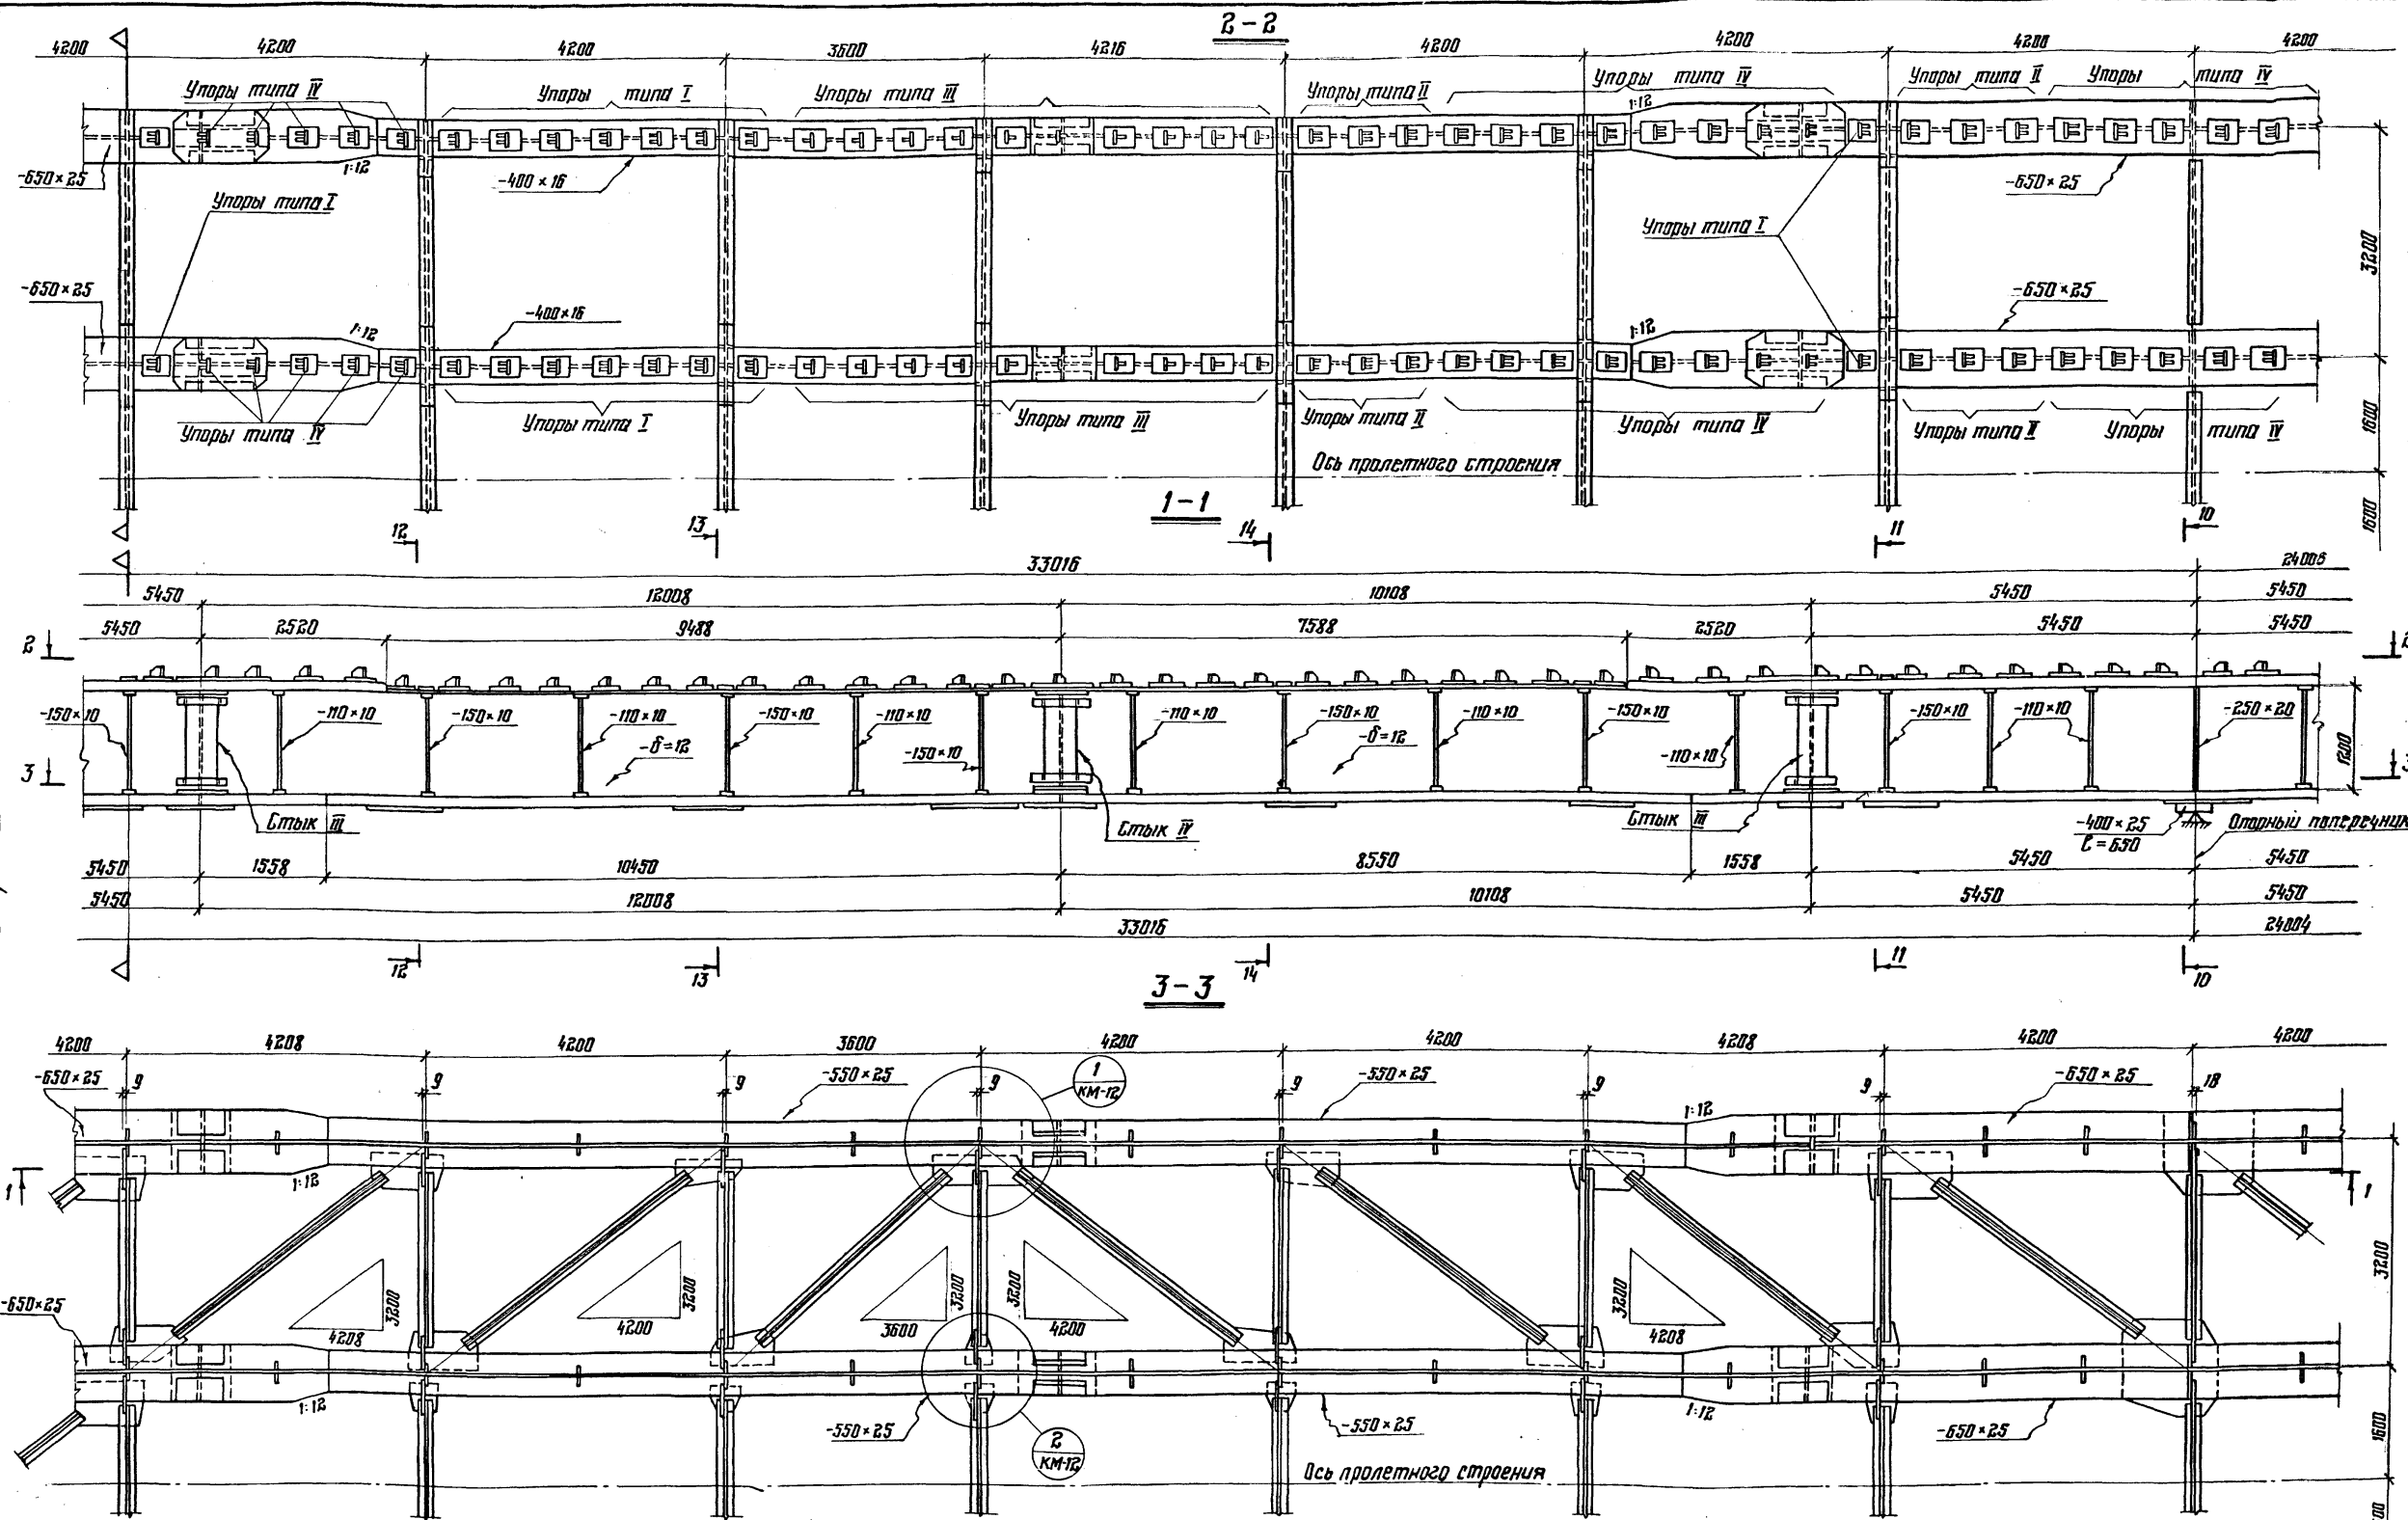 2-2
4200 4200 4200 3600 4216 4200 4200 4200 4200
Упоры типа IV
Упоры типа I
Упоры типа III
Упоры типа II
Упоры типа IV
Упоры типа II
Упоры типа IV
1:12
1:12
-650×25
-400×16
-650×25
Упоры типа I
Упоры типа I
3200
-650×25
-400×16
-650×25
1:12
1:12
Упоры типа IV
Упоры типа I
Упоры типа III
Упоры типа II
Упоры типа IV
Упоры типа II
Упоры типа IV
1600
Ось пролетного строения
1600
1-1
12 13 14 11 10
33016
5450 12008 10108 5450 5450
5450 2520 9488 7588 2520 5450 5450
2 2
-150×10 -110×10 -150×10 -110×10 -150×10 -110×10 -150×10 -110×10 -150×10 -110×10 -150×10 -110×10 -150×10 -110×10 -250×20
-δ=12 -δ=12
1200
3 3
Стык III
Стык IV
Стык III
-400×25
ℓ=650
Опорный поперечник
5450 1558 10450 8550 1558 5450 5450
5450 12008 10108 5450 5450
33016 24004
12 13 14 11 10
3-3
4200 4208 4200 3600 4200 4200 4208 4200 4200
-650×25 -550×25 -550×25 -650×25
9 9 9 9 9 9 9 18
1
КМ-12
1:12
1:12
1 1
3200
4208 3200
4200 3200
3600 3200
3200 4200
3200 4208
-650×25
1:12
1:12
-550×25 -550×25 -650×25
2
КМ-12
1600
Ось пролетного строения